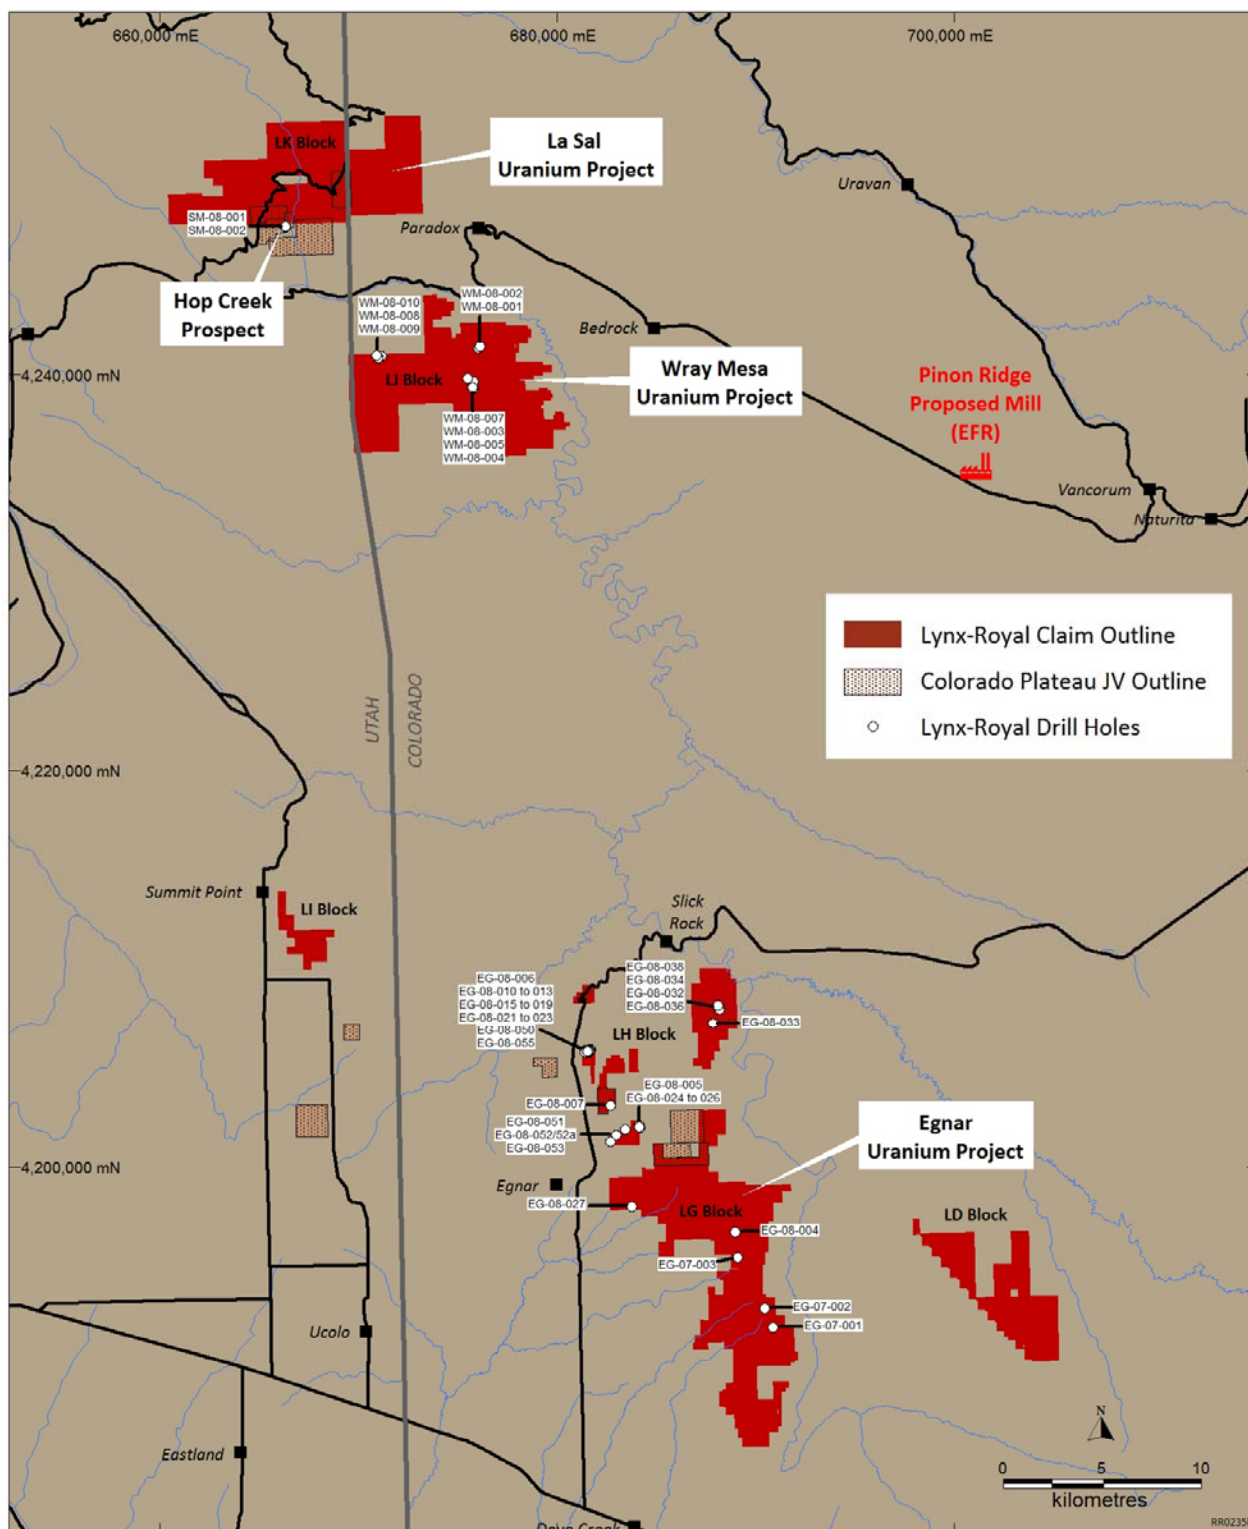 660,000 mE
680,000 mE
700,000 mE
LK Block
La Sal
Uranium Project
Uravan
SM-08-001
SM-08-002
Paradox
Hop Creek
Prospect
WM-08-010
WM-08-008
WM-08-009
WM-08-002
WM-08-001
Bedrock
4,240,000 mN
LJ Block
Wray Mesa
Uranium Project
Pinon Ridge
Proposed Mill
(EFR)
WM-08-007
WM-08-003
WM-08-005
WM-08-004
Vancorum
Naturita
Lynx-Royal Claim Outline
Colorado Plateau JV Outline
Lynx-Royal Drill Holes
UTAH
COLORADO
4,220,000 mN
Summit Point
LI Block
Slick
Rock
EG-08-006
EG-08-010 to 013
EG-08-015 to 019
EG-08-021 to 023
EG-08-050
EG-08-055
EG-08-038
EG-08-034
EG-08-032
EG-08-036
EG-08-033
LH Block
EG-08-005
EG-08-024 to 026
EG-08-007
EG-08-051
EG-08-052/52a
EG-08-053
Egnar
Uranium Project
4,200,000 mN
Egnar
EG-08-027
LG Block
LD Block
EG-08-004
EG-07-003
EG-07-002
EG-07-001
Ucolo
Eastland
N
0 5 10
kilometres